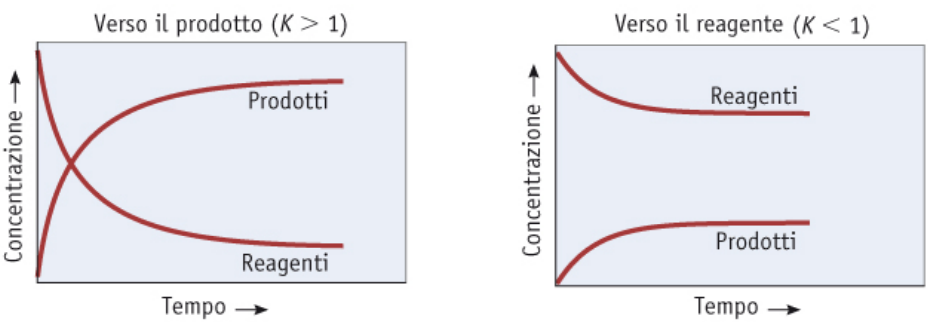 Verso il prodotto (K > 1)
Concentrazione →
Prodotti
Reagenti
Tempo →
Verso il reagente (K < 1)
Concentrazione →
Reagenti
Prodotti
Tempo →